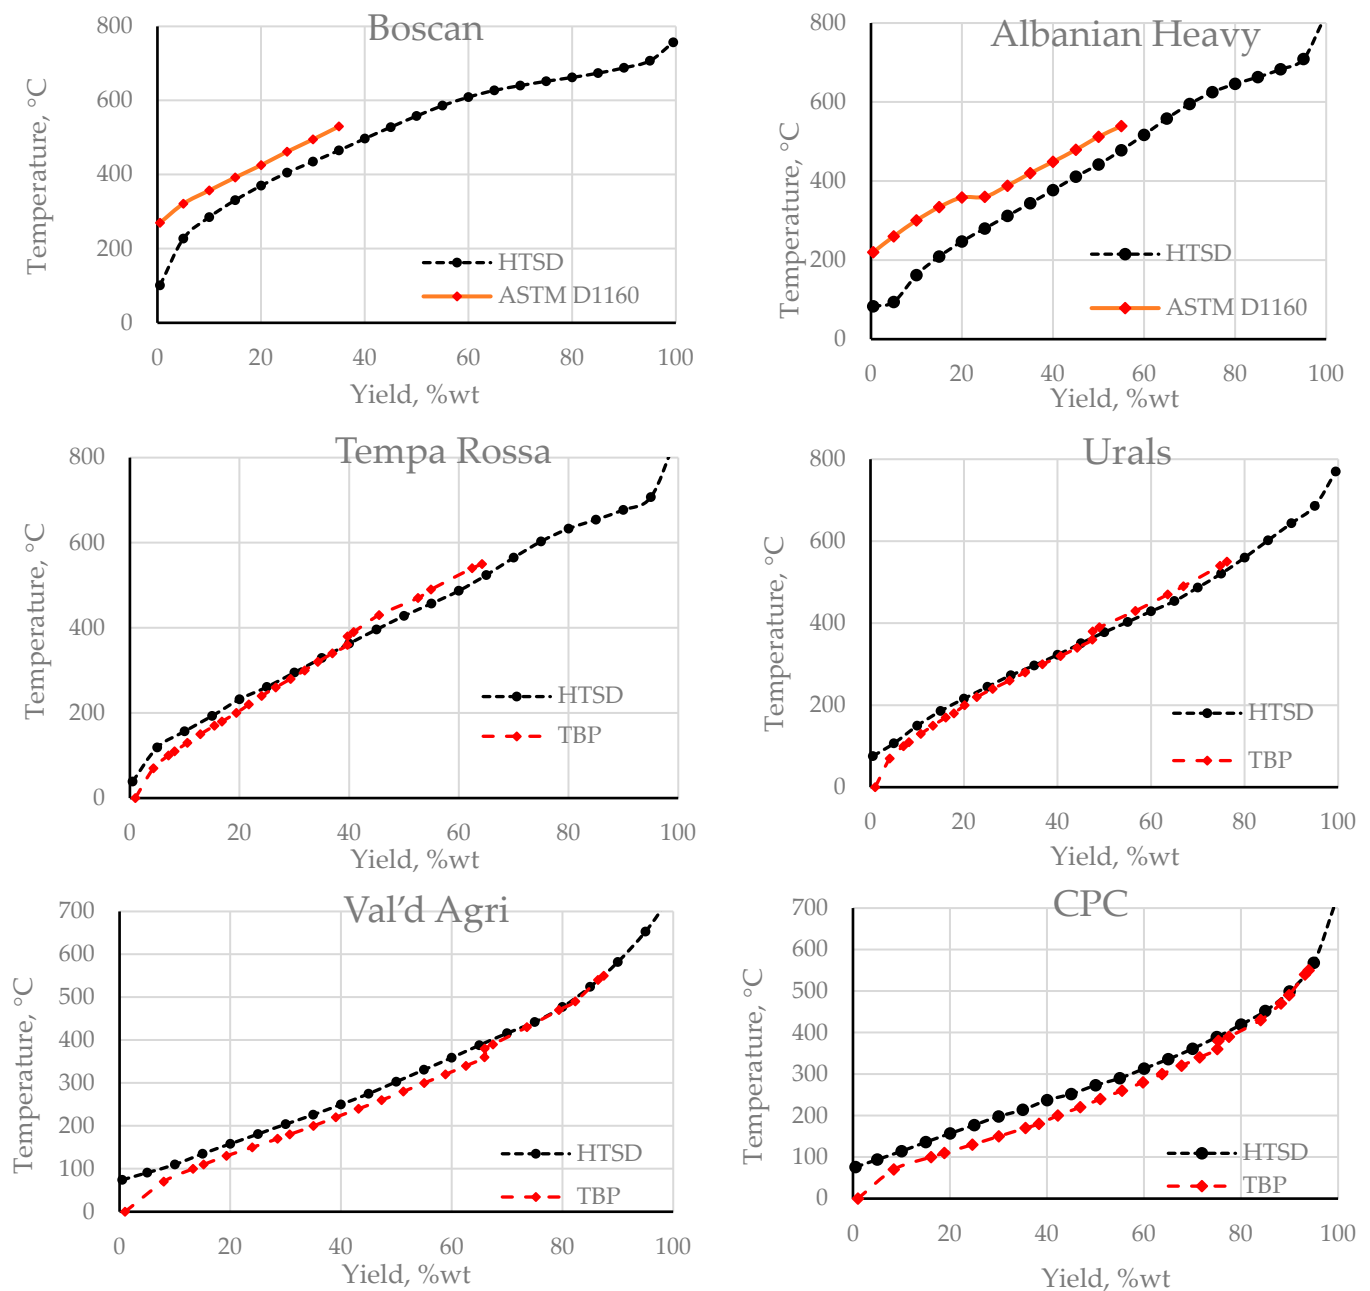 Boscan
Temperature, °C
800
600
400
200
0
HTSD
ASTM D1160
0 20 40 60 80 100
Yield, %wt
Albanian Heavy
Temperature, °C
800
600
400
200
0
HTSD
ASTM D1160
0 20 40 60 80 100
Yield, %wt
Tempa Rossa
Temperature, °C
800
600
400
200
0
HTSD
TBP
0 20 40 60 80 100
Yield, %wt
Urals
Temperature, °C
800
600
400
200
0
HTSD
TBP
0 20 40 60 80 100
Yield, %wt
Val'd Agri
Temperature, °C
700
600
500
400
300
200
100
0
HTSD
TBP
0 20 40 60 80 100
Yield, %wt
CPC
Temperature, °C
700
600
500
400
300
200
100
0
HTSD
TBP
0 20 40 60 80 100
Yield, %wt